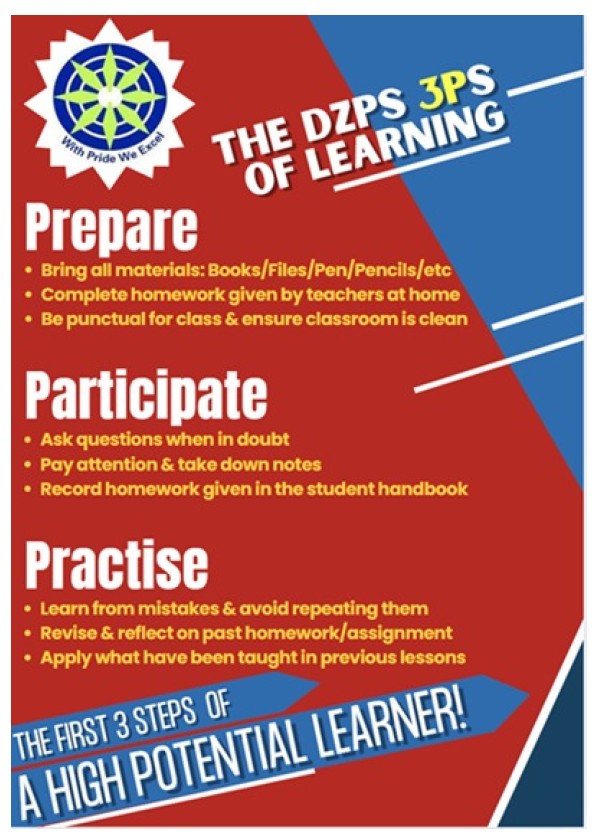 With Pride We Excel
THE DZPS 3PS
OF LEARNING
Prepare
• Bring all materials: Books/Files/Pen/Pencils/etc
• Complete homework given by teachers at home
• Be punctual for class & ensure classroom is clean
Participate
• Ask questions when in doubt
• Pay attention & take down notes
• Record homework given in the student handbook
Practise
• Learn from mistakes & avoid repeating them
• Revise & reflect on past homework/assignment
• Apply what have been taught in previous lessons
THE FIRST 3 STEPS OF
A HIGH POTENTIAL LEARNER!